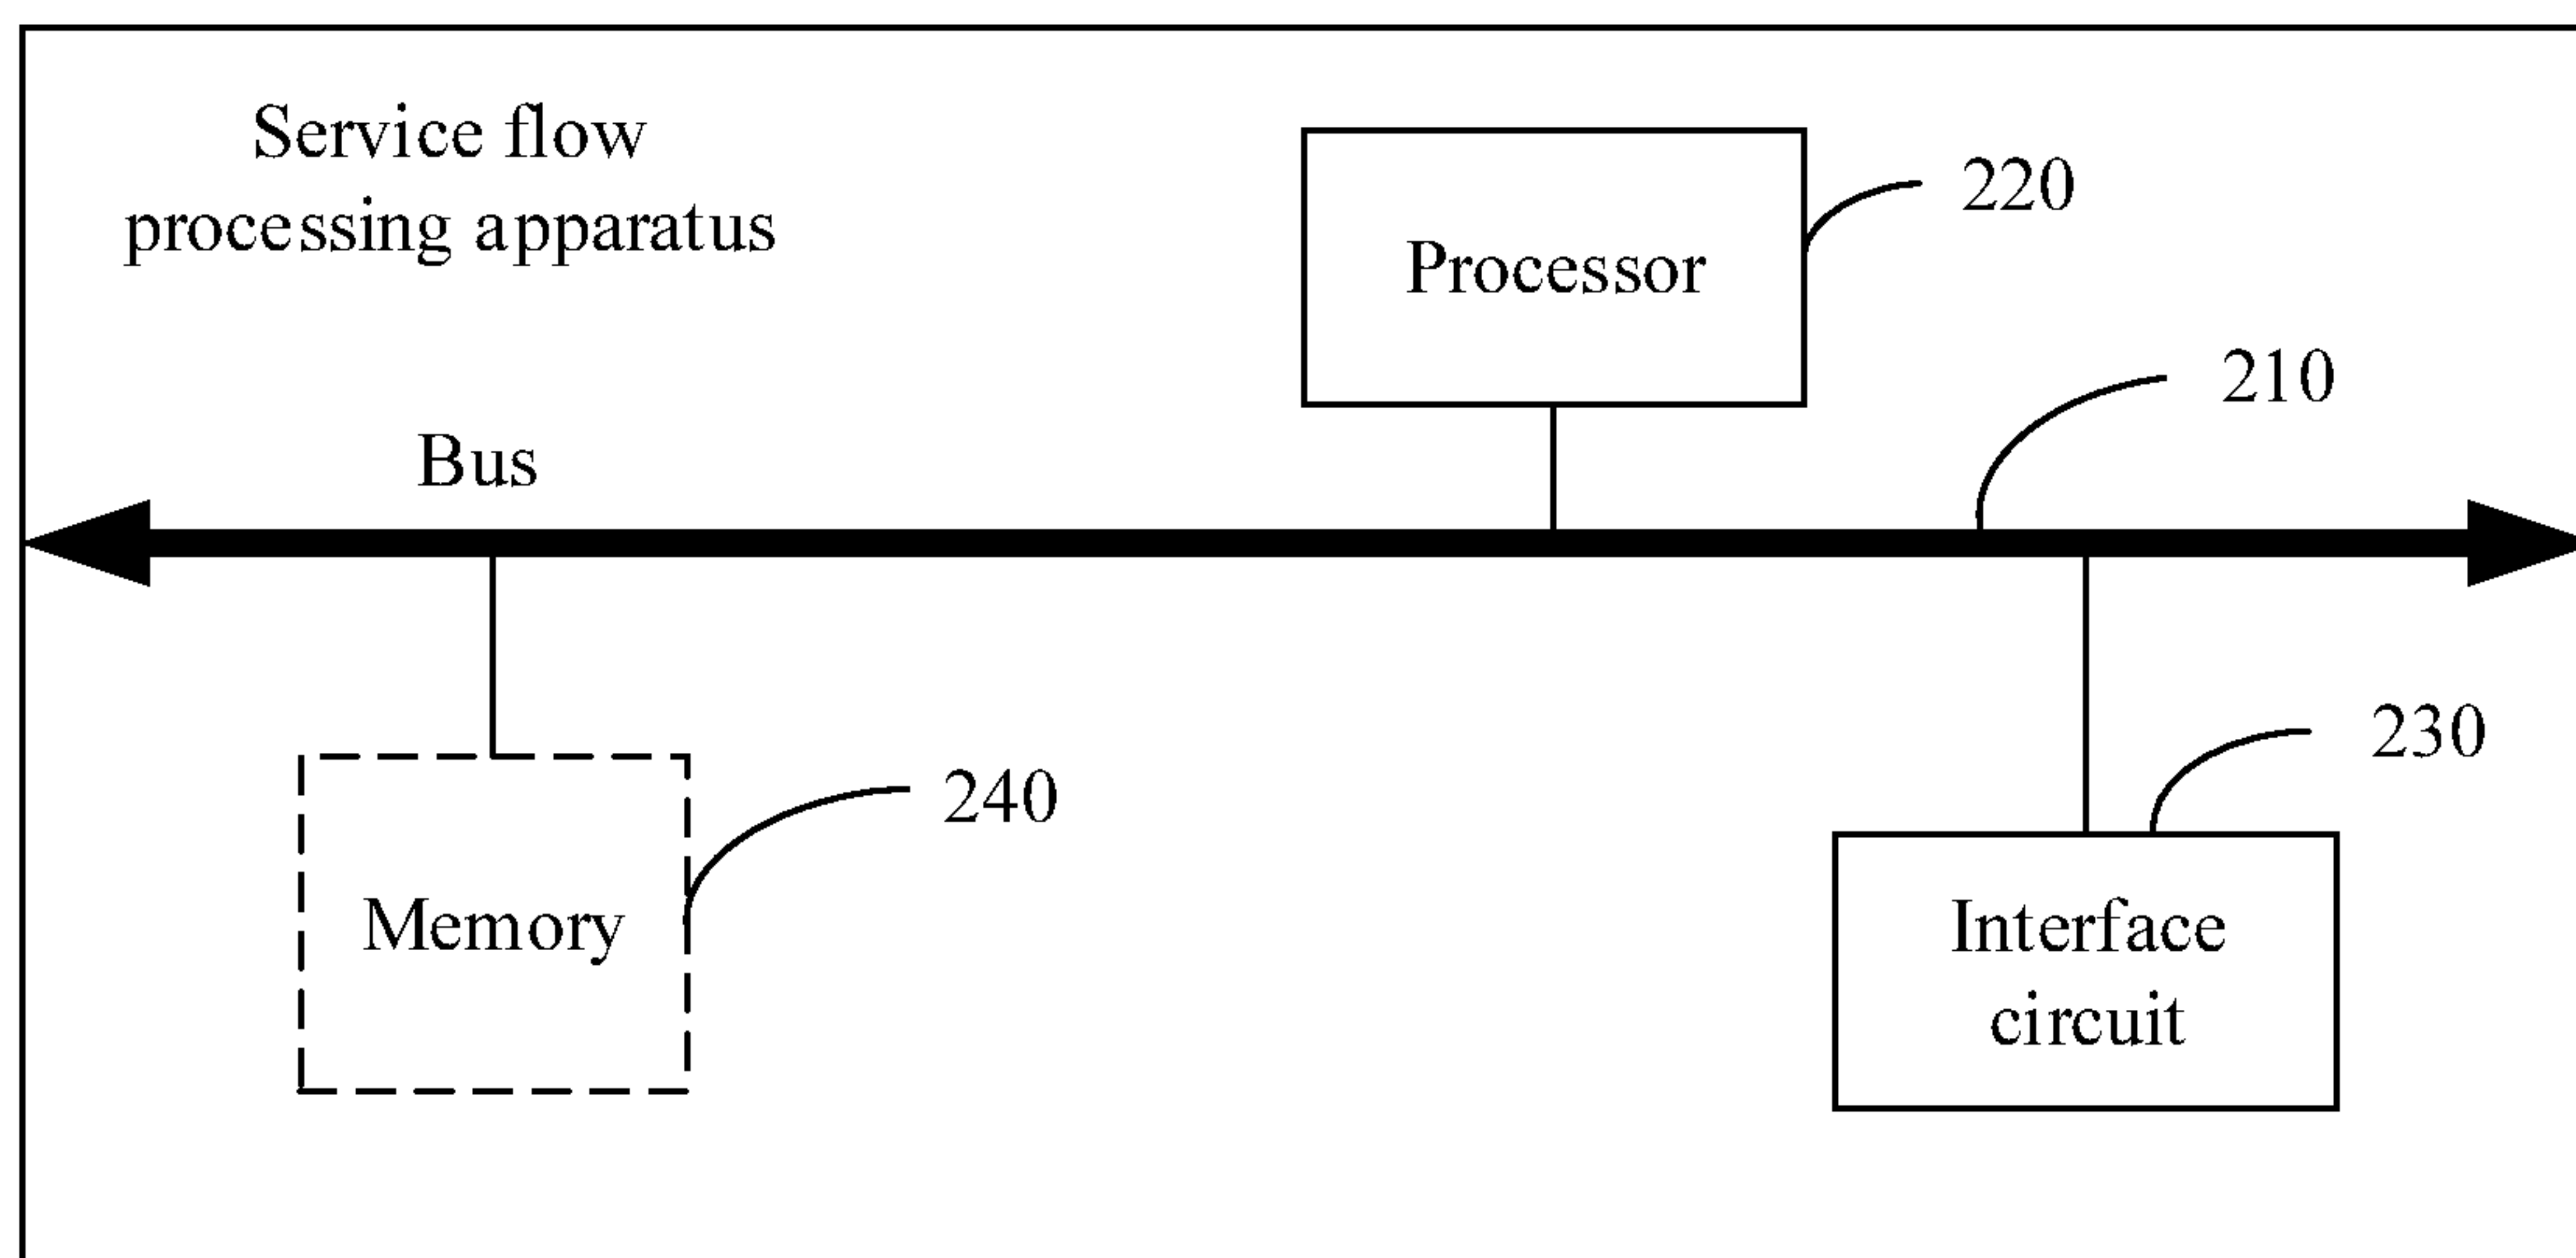 Service flow
processing apparatus
220
Processor
210
Bus
230
240
Memory
Interface
circuit